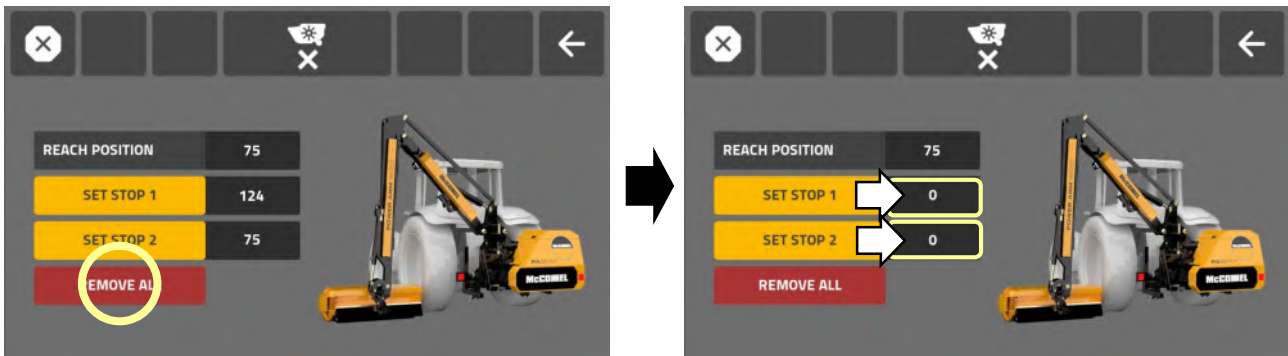 REACH POSITION 75
SET STOP 1 124
SET STOP 2 75
REMOVE ALL
McCONNEL
REACH POSITION 75
SET STOP 1 0
SET STOP 2 0
REMOVE ALL
McCONNEL